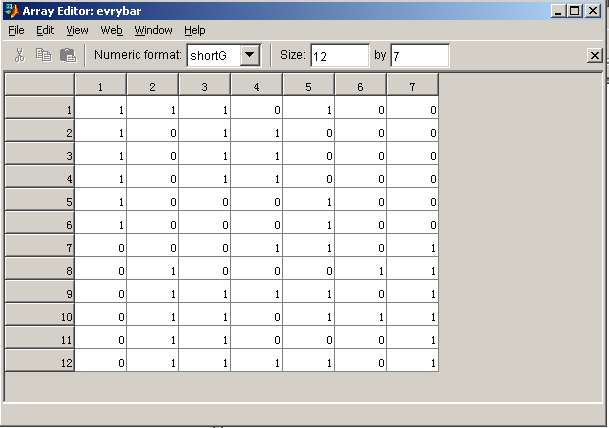 Array Editor: evrybar
File Edit View Web Window Help
Numeric format: shortG Size: 12 by 7
1 2 3 4 5 6 7
1 1 1 1 0 1 0 0
2 1 0 1 1 0 0 0
3 1 0 1 1 0 0 0
4 1 0 1 1 0 0 0
5 1 0 0 0 1 0 0
6 1 0 0 0 1 0 0
7 0 0 0 1 1 0 1
8 0 1 0 0 0 1 1
9 0 1 1 1 1 0 1
10 0 1 1 0 1 1 1
11 0 1 1 0 0 0 1
12 0 1 1 1 1 0 1